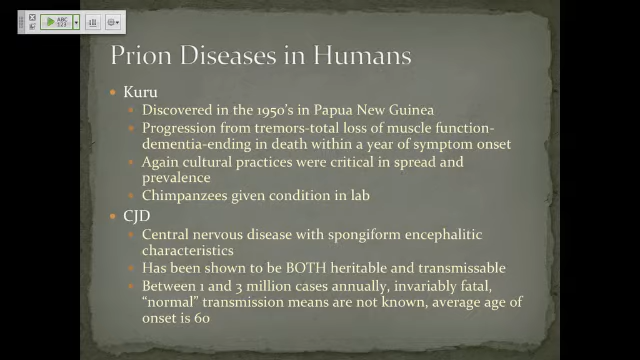 ABC
123
Prion Diseases in Humans
Kuru
Discovered in the 1950's in Papua New Guinea
Progression from tremors-total loss of muscle function-
dementia-ending in death within a year of symptom onset
Again cultural practices were critical in spread and
prevalence
Chimpanzees given condition in lab
CJD
Central nervous disease with spongiform encephalitic
characteristics
Has been shown to be BOTH heritable and transmissable
Between 1 and 3 million cases annually, invariably fatal,
"normal" transmission means are not known, average age of
onset is 60